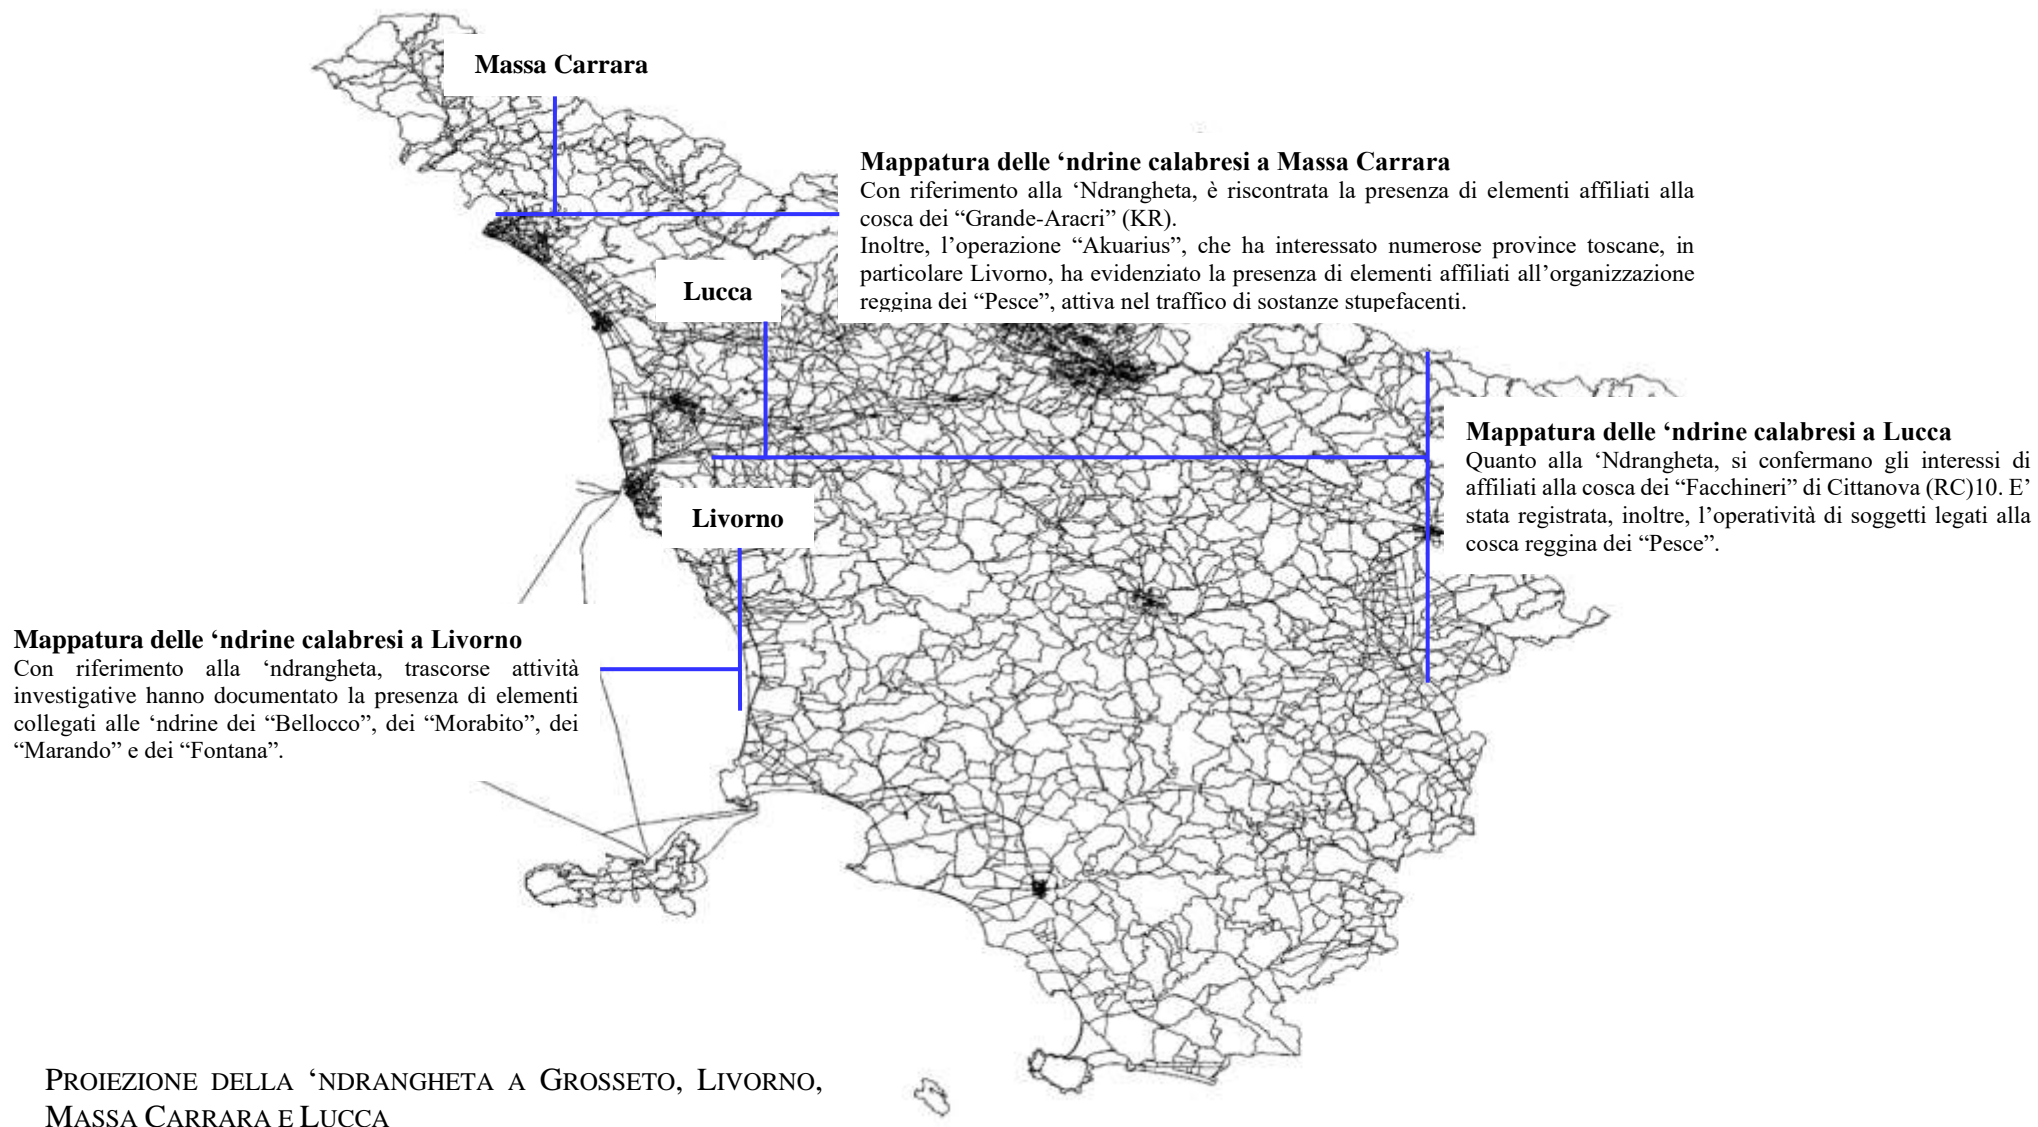 Massa Carrara
Mappatura delle ‘ndrine calabresi a Massa Carrara
Con riferimento alla ‘Ndrangheta, è riscontrata la presenza di elementi affiliati alla
cosca dei “Grande-Aracri” (KR).
Inoltre, l’operazione “Akuarius”, che ha interessato numerose province toscane, in
particolare Livorno, ha evidenziato la presenza di elementi affiliati all’organizzazione
reggina dei “Pesce”, attiva nel traffico di sostanze stupefacenti.
Lucca
Mappatura delle ‘ndrine calabresi a Lucca
Quanto alla ‘Ndrangheta, si confermano gli interessi di
affiliati alla cosca dei “Facchineri” di Cittanova (RC)10. E’
stata registrata, inoltre, l’operatività di soggetti legati alla
cosca reggina dei “Pesce”.
Livorno
Mappatura delle ‘ndrine calabresi a Livorno
Con riferimento alla ‘ndrangheta, trascorse attività
investigative hanno documentato la presenza di elementi
collegati alle ‘ndrine dei “Bellocco”, dei “Morabito”, dei
“Marando” e dei “Fontana”.
PROIEZIONE DELLA ‘NDRANGHETA A GROSSETO, LIVORNO,
MASSA CARRARA E LUCCA